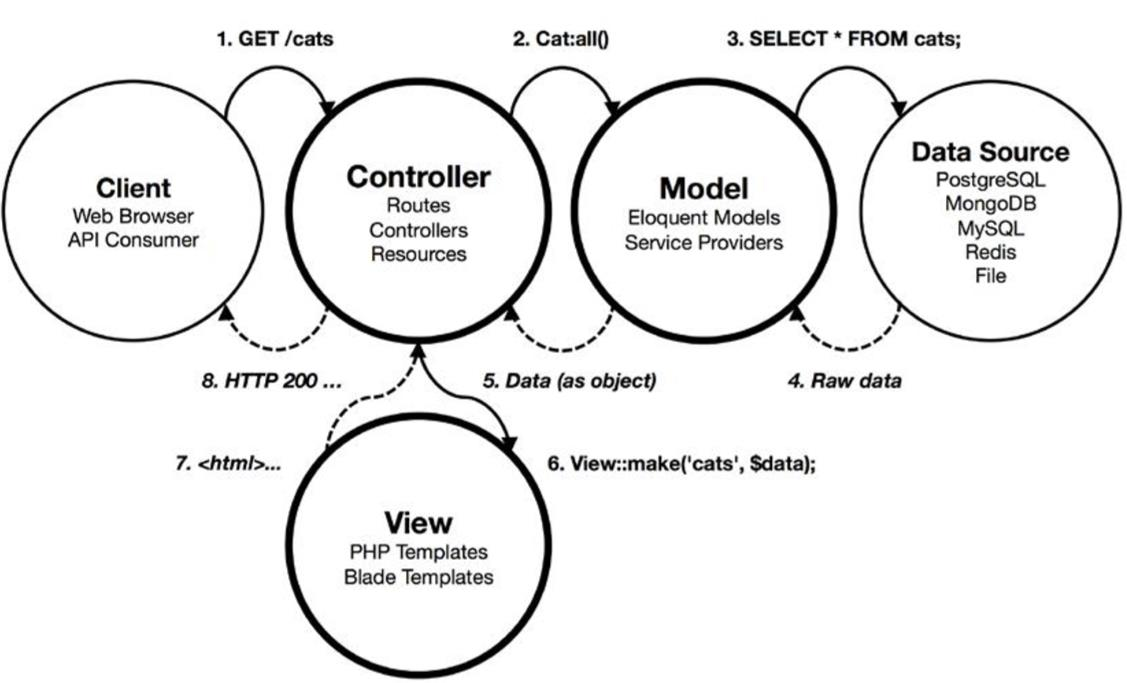 1. GET /cats
2. Cat:all()
3. SELECT * FROM cats;
Client
Web Browser
API Consumer
Controller
Routes
Controllers
Resources
Model
Eloquent Models
Service Providers
Data Source
PostgreSQL
MongoDB
MySQL
Redis
File
8. HTTP 200 ...
5. Data (as object)
4. Raw data
7. <html>...
6. View::make('cats', $data);
View
PHP Templates
Blade Templates